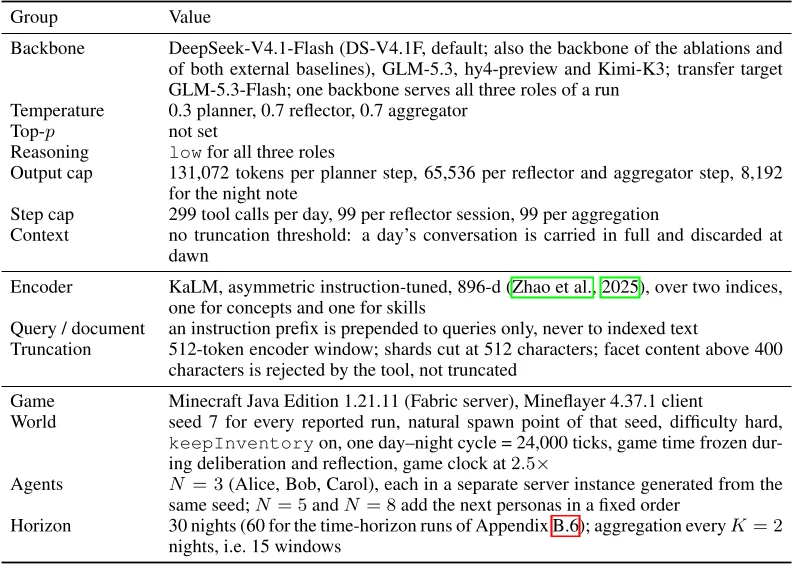 Group Value
Backbone DeepSeek-V4.1-Flash (DS-V4.1F, default; also the backbone of the ablations and
of both external baselines), GLM-5.3, hy4-preview and Kimi-K3; transfer target
GLM-5.3-Flash; one backbone serves all three roles of a run
Temperature 0.3 planner, 0.7 reflector, 0.7 aggregator
Top-p not set
Reasoning low for all three roles
Output cap 131,072 tokens per planner step, 65,536 per reflector and aggregator step, 8,192
for the night note
Step cap 299 tool calls per day, 99 per reflector session, 99 per aggregation
Context no truncation threshold: a day's conversation is carried in full and discarded at
dawn
Encoder KaLM, asymmetric instruction-tuned, 896-d (Zhao et al., 2025), over two indices,
one for concepts and one for skills
Query / document an instruction prefix is prepended to queries only, never to indexed text
Truncation 512-token encoder window; shards cut at 512 characters; facet content above 400
characters is rejected by the tool, not truncated
Game Minecraft Java Edition 1.21.11 (Fabric server), Mineflayer 4.37.1 client
World seed 7 for every reported run, natural spawn point of that seed, difficulty hard,
keepInventory on, one day–night cycle = 24,000 ticks, game time frozen dur-
ing deliberation and reflection, game clock at 2.5×
Agents N = 3 (Alice, Bob, Carol), each in a separate server instance generated from the
same seed; N = 5 and N = 8 add the next personas in a fixed order
Horizon 30 nights (60 for the time-horizon runs of Appendix B.6); aggregation every K = 2
nights, i.e. 15 windows